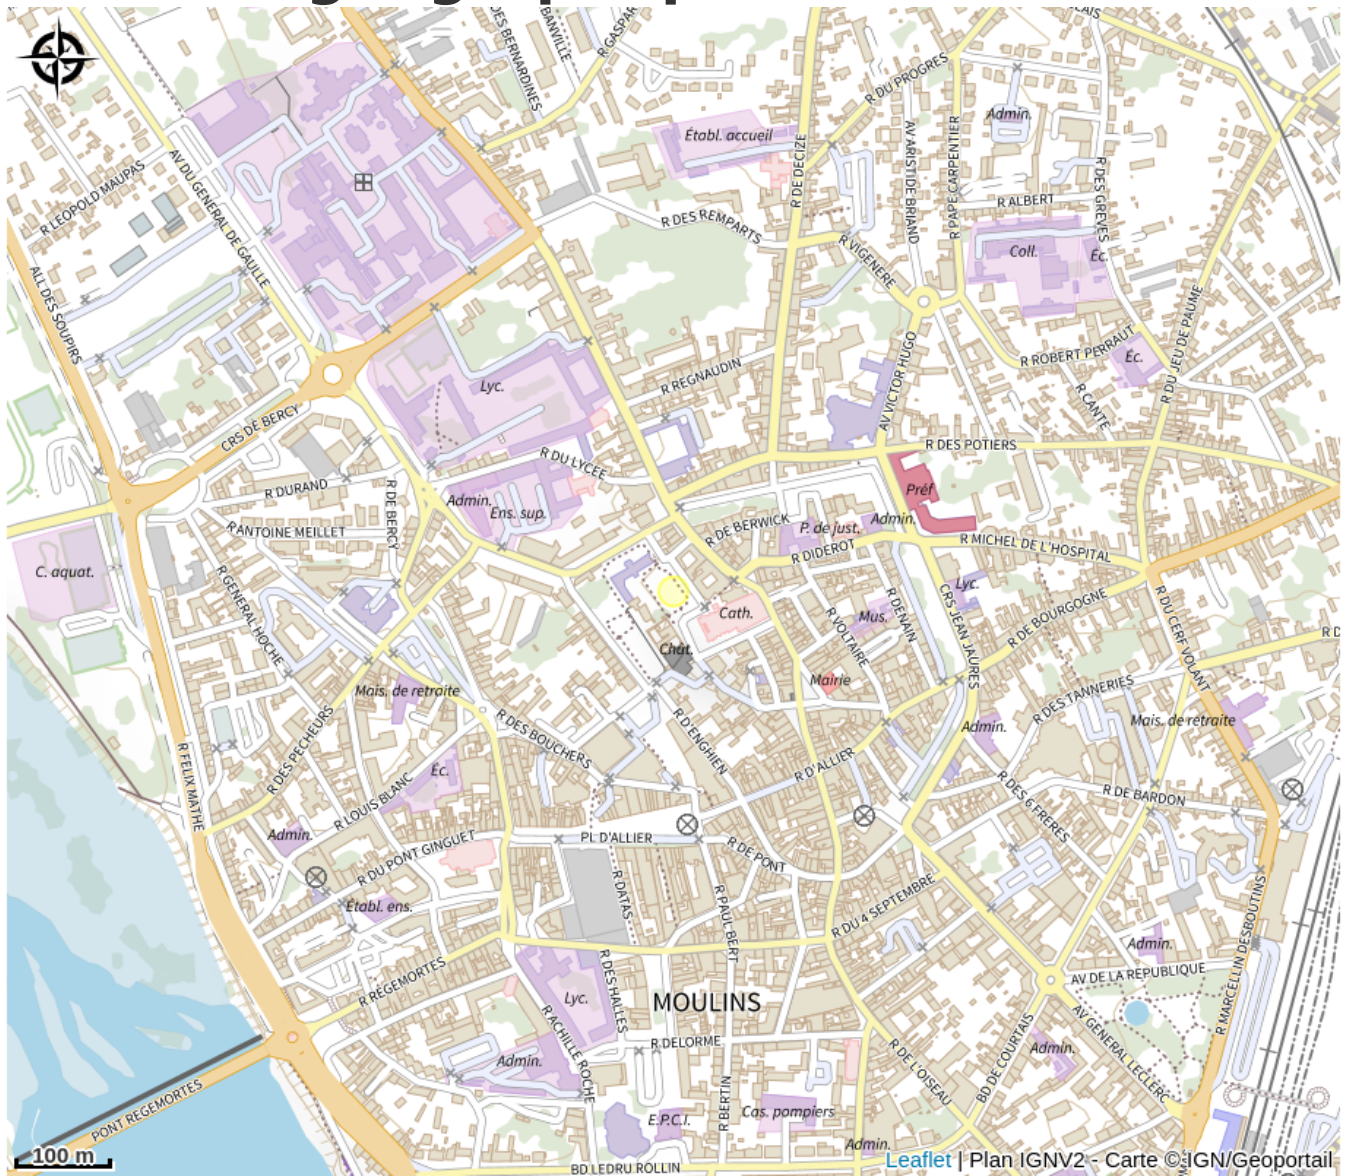 DES BERNARDINES
BANVILLE
R GASPAR
R DU PROGRES
Admin.
Établ. accueil
R DE DECIZE
AV ARISTIDE BRIAND
R PAPE CARPENTIER
R DES GREVES
R LEOPOLD MAUPAS
AV DU GENERAL DE GAULLE
R ALBERT
R DES REMPARTS
R VIGENERE
Coll.
Éc.
ALL DES SOUPIRS
R DU JEU DE PAUME
R ROBERT PERRAUT
Éc.
R REGNAUDIN
Lyc.
AV VICTOR HUGO
R CANTE
CRS DE BERCY
R DES POTIERS
R DU LYCEE
R DURAND
R DE BERCY
Admin.
Ens. sup.
Préf
R ANTOINE MEILLET
R DE BERWICK
P. de just.
Admin.
R DIDEROT
R MICHEL DE L'HOSPITAL
C. aquat.
R GENERAL HOCHE
Cath.
R VOLTAIRE
Mus.
R DENAIN
Lyc.
CRS JEAN JAURES
R DE BOURGOGNE
R DU CERF VOLANT
R D
Chât.
Mairie
Mais. de retraite
R DES TANNERIES
R DES PECHEURS
R DES BOUCHERS
R D'ENGHIEN
Admin.
Mais. de retraite
R FELIX MATHE
Éc.
R D'ALLIER
R LOUIS BLANC
R DES 6 FRERES
R DE BARDON
Admin.
R DU PONT GINGUET
PL D'ALLIER
R DE PONT
Établ. ens.
R DATAS
R PAUL BERT
R DU 4 SEPTEMBRE
R MARCELLIN DESBOUTINS
Admin.
R REGEMORTES
R DES HALLES
AV DE LA REPUBLIQUE
Lyc.
MOULINS
R ACHILLE ROCHE
R DELORME
AV GENERAL LECLERC
Admin.
R DE L'OISEAU
BD DE COURTAIS
Admin.
PONT REGEMORTES
R BERTIN
E.P.C.I.
Cas. pompiers
Admin.
100 m
BD LEDRU ROLLIN
Leaflet | Plan IGNV2 - Carte © IGN/Geoportail